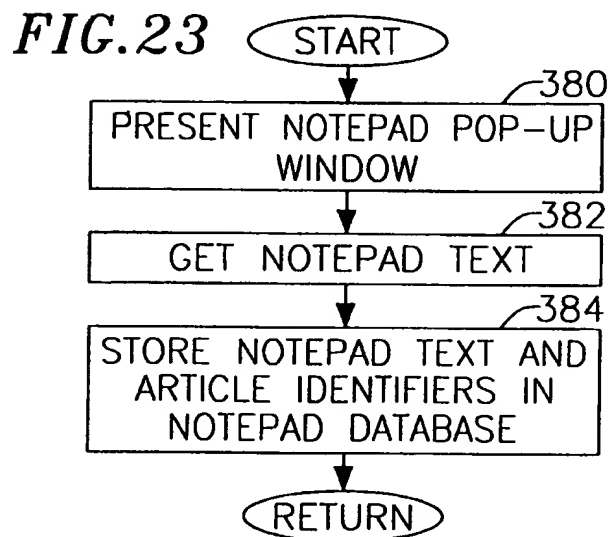 FIG.23
START
380
PRESENT NOTEPAD POP-UP
WINDOW
382
GET NOTEPAD TEXT
384
STORE NOTEPAD TEXT AND
ARTICLE IDENTIFIERS IN
NOTEPAD DATABASE
RETURN